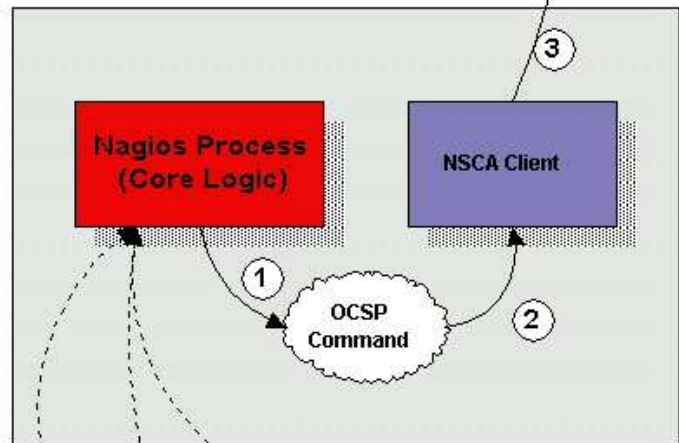 3
Nagios Process
(Core Logic)
NSCA Client
1
OCSP
Command
2